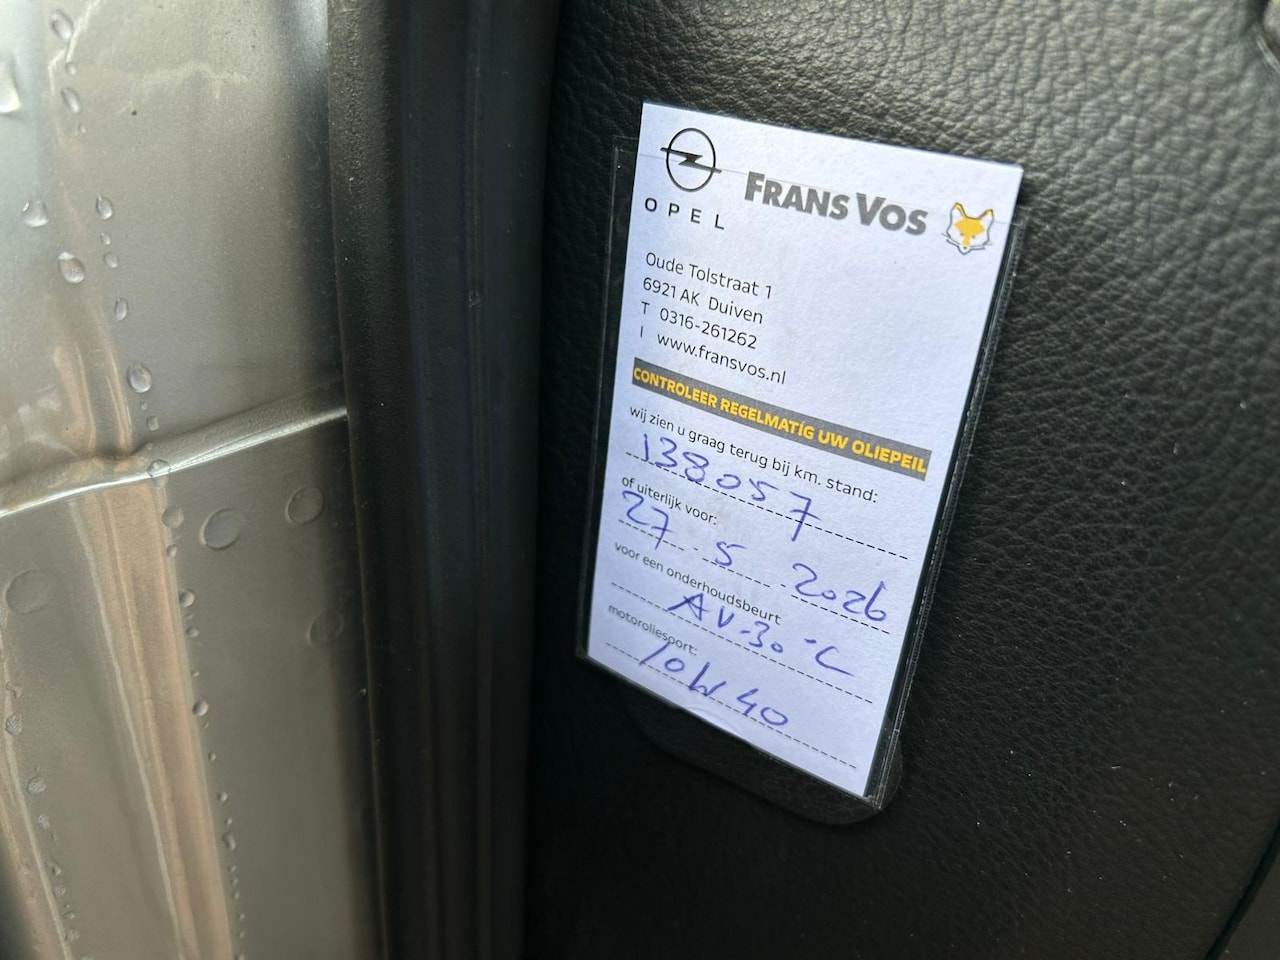 OPEL
FRANS VOS
Oude Tolstraat 1
6921 AK Duiven
T 0316-261262
I www.fransvos.nl
CONTROLEER REGELMATIG UW OLIEPEIL
wij zien u graag terug bij km. stand:
138057
of uiterlijk voor:
27-5-2026
voor een onderhoudsbeurt
AV-30°C
motoroliesoort:
10W40